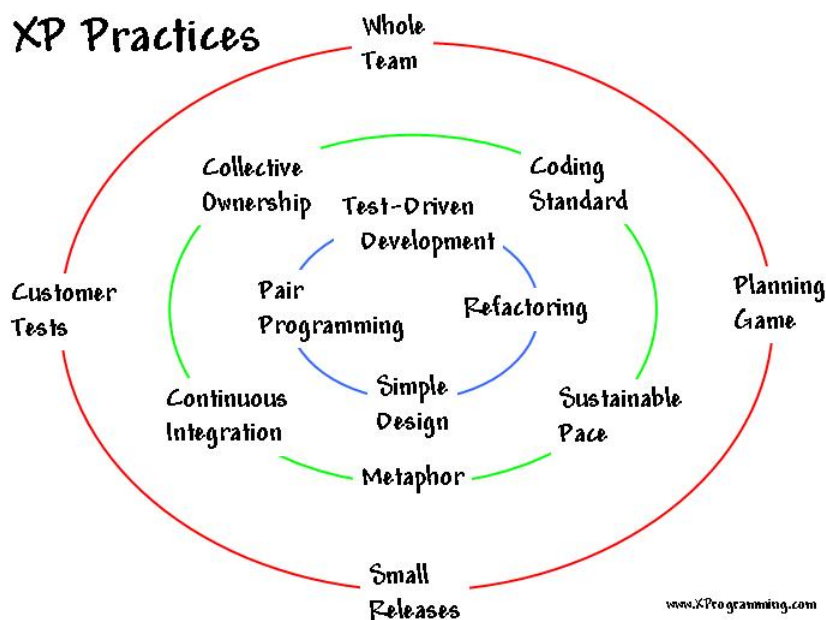 XP Practices
Whole
Team
Collective
Ownership
Coding
Standard
Test-Driven
Development
Customer
Tests
Pair
Programming
Refactoring
Planning
Game
Continuous
Integration
Simple
Design
Sustainable
Pace
Metaphor
Small
Releases
www.XProgramming.com